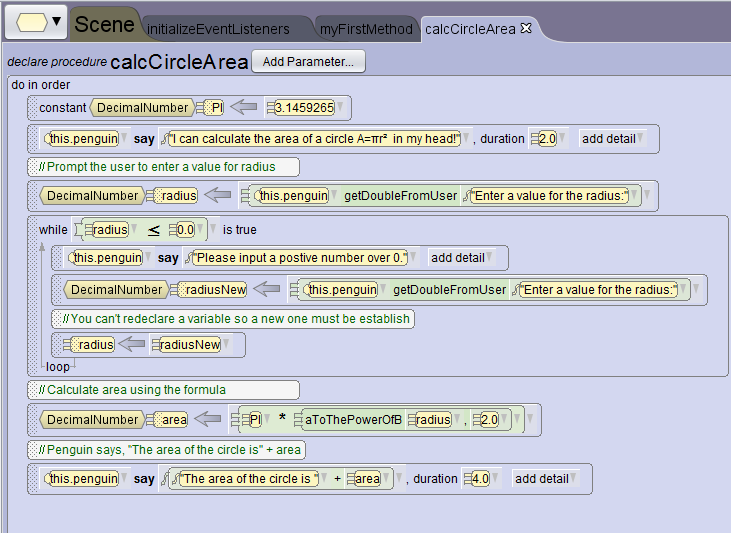 Scene initializeEventListeners myFirstMethod calcCircleArea
declare procedure calcCircleArea Add Parameter...
do in order
constant DecimalNumber PI 3.1459265
this.penguin say "I can calculate the area of a circle A=πr² in my head!" , duration 2.0 add detail
// Prompt the user to enter a value for radius
DecimalNumber radius this.penguin getDoubleFromUser "Enter a value for the radius:"
while radius ≤ 0.0 is true
this.penguin say "Please input a postive number over 0." add detail
DecimalNumber radiusNew this.penguin getDoubleFromUser "Enter a value for the radius:"
// You can't redeclare a variable so a new one must be establish
radius radiusNew
loop
// Calculate area using the formula
DecimalNumber area PI * aToThePowerOfB radius , 2.0
// Penguin says, "The area of the circle is" + area
this.penguin say "The area of the circle is " + area , duration 4.0 add detail